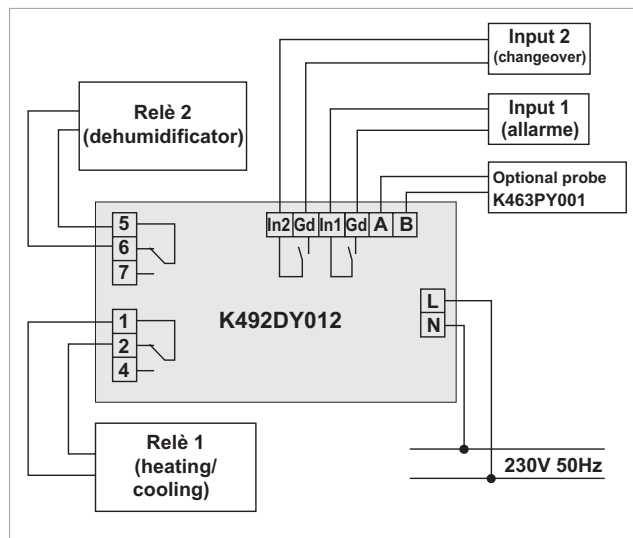 Input 2
(changeover)
Relè 2
(dehumidificator)
Input 1
(allarme)
Optional probe
K463PY001
In2 Gd In1 Gd A B
5
6
7
L
N
K492DY012
1
2
4
Relè 1
(heating/
cooling)
230V 50Hz